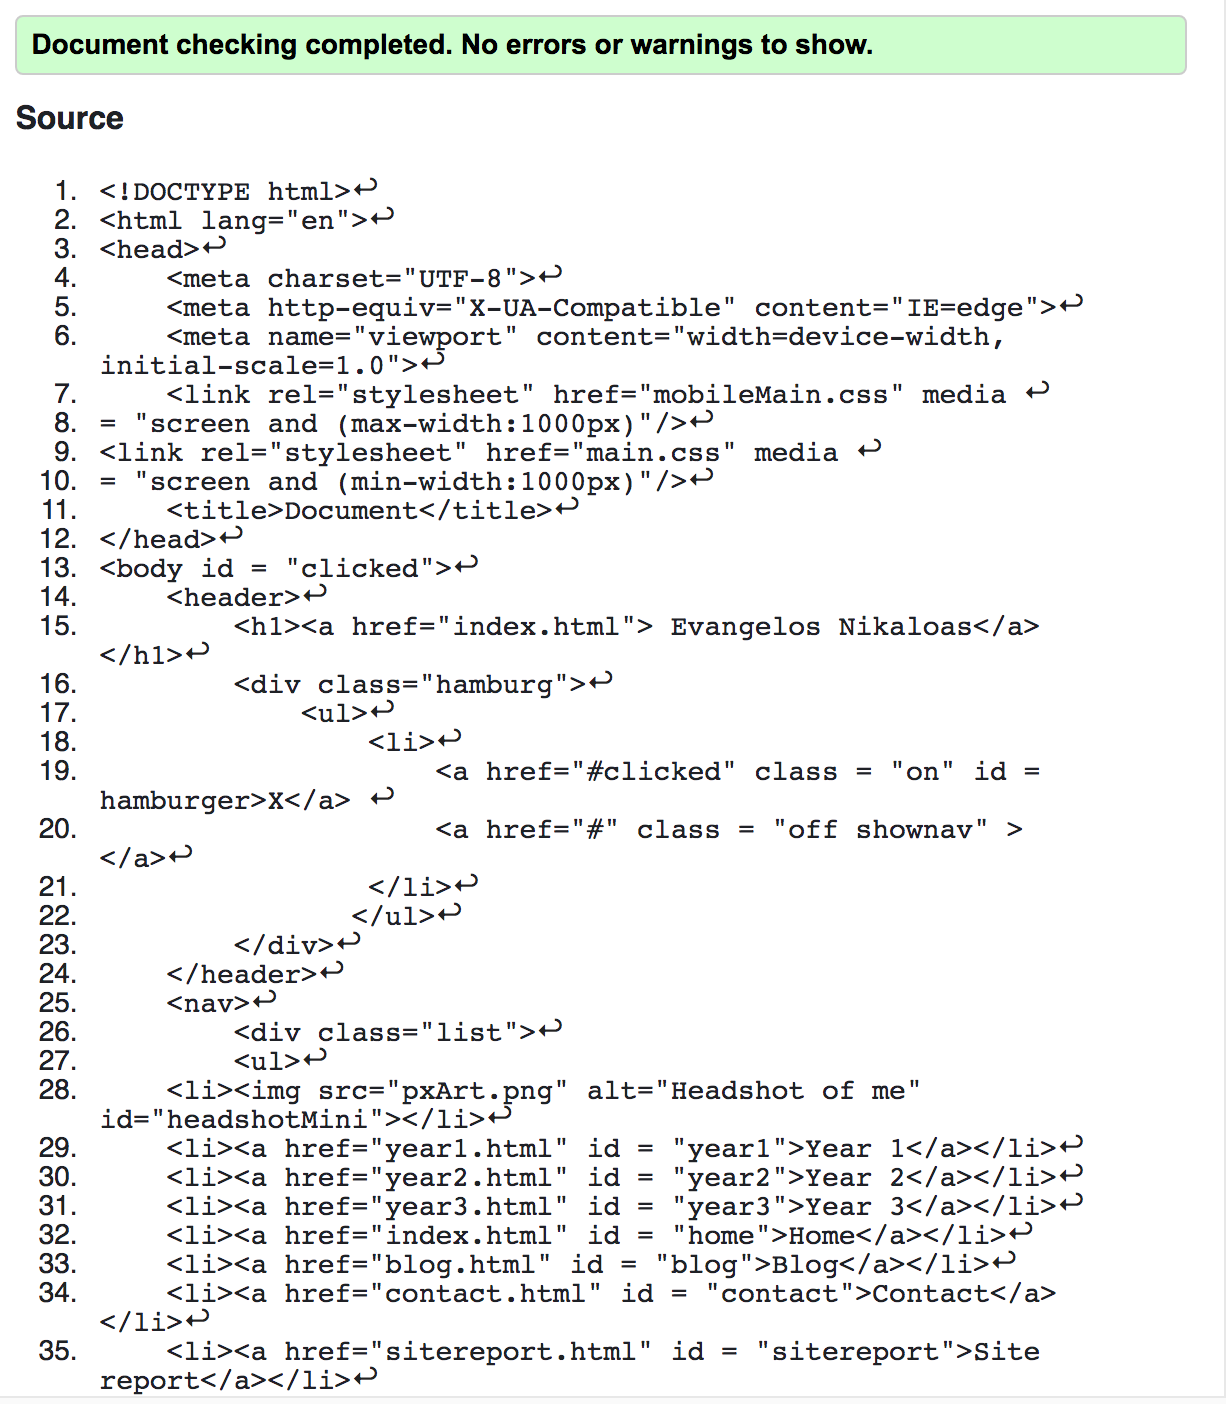 Document checking completed. No errors or warnings to show.
Source
1. <!DOCTYPE html>↩
2. <html lang="en">↩
3. <head>↩
4.     <meta charset="UTF-8">↩
5.     <meta http-equiv="X-UA-Compatible" content="IE=edge">↩
6.     <meta name="viewport" content="width=device-width,
initial-scale=1.0">↩
7.     <link rel="stylesheet" href="mobileMain.css" media ↩
8. = "screen and (max-width:1000px)"/>↩
9. <link rel="stylesheet" href="main.css" media ↩
10. = "screen and (min-width:1000px)"/>↩
11.     <title>Document</title>↩
12. </head>↩
13. <body id = "clicked">↩
14.     <header>↩
15.         <h1><a href="index.html"> Evangelos Nikaloas</a>
</h1>↩
16.         <div class="hamburg">↩
17.             <ul>↩
18.                 <li>↩
19.                     <a href="#clicked" class = "on" id =
hamburger>X</a> ↩
20.                     <a href="#" class = "off shownav" >
</a>↩
21.                 </li>↩
22.                </ul>↩
23.         </div>↩
24.     </header>↩
25.     <nav>↩
26.         <div class="list">↩
27.         <ul>↩
28.     <li><img src="pxArt.png" alt="Headshot of me"
id="headshotMini"></li>↩
29.     <li><a href="year1.html" id = "year1">Year 1</a></li>↩
30.     <li><a href="year2.html" id = "year2">Year 2</a></li>↩
31.     <li><a href="year3.html" id = "year3">Year 3</a></li>↩
32.     <li><a href="index.html" id = "home">Home</a></li>↩
33.     <li><a href="blog.html" id = "blog">Blog</a></li>↩
34.     <li><a href="contact.html" id = "contact">Contact</a>
</li>↩
35.     <li><a href="sitereport.html" id = "sitereport">Site
report</a></li>↩